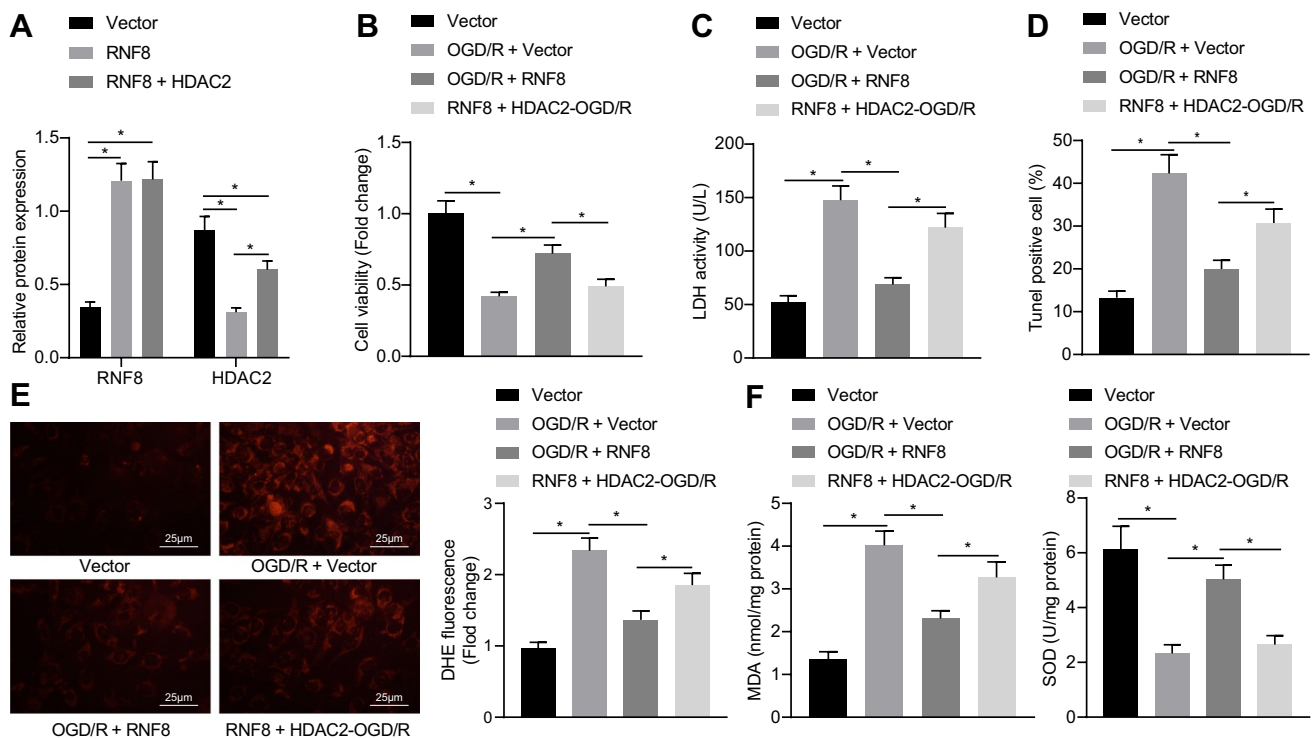 A
Vector
RNF8
RNF8 + HDAC2
Relative protein expression
1.5
1.0
0.5
0.0
* * * * *
RNF8 HDAC2
B
Vector
OGD/R + Vector
OGD/R + RNF8
RNF8 + HDAC2-OGD/R
Cell viability (Fold change)
1.5
1.0
0.5
0.0
* * *
C
Vector
OGD/R + Vector
OGD/R + RNF8
RNF8 + HDAC2-OGD/R
LDH activity (U/L)
200
150
100
50
0
* * *
D
Vector
OGD/R + Vector
OGD/R + RNF8
RNF8 + HDAC2-OGD/R
Tunel positive cell (%)
50
40
30
20
10
0
* * *
E
25μm
Vector
25μm
OGD/R + Vector
25μm
OGD/R + RNF8
25μm
RNF8 + HDAC2-OGD/R
Vector
OGD/R + Vector
OGD/R + RNF8
RNF8 + HDAC2-OGD/R
DHE fluorescence
(Flod change)
3
2
1
0
* * *
F
Vector
OGD/R + Vector
OGD/R + RNF8
RNF8 + HDAC2-OGD/R
MDA (nmol/mg protein)
5
4
3
2
1
0
* * *
Vector
OGD/R + Vector
OGD/R + RNF8
RNF8 + HDAC2-OGD/R
SOD (U/mg protein)
8
6
4
2
0
* * *